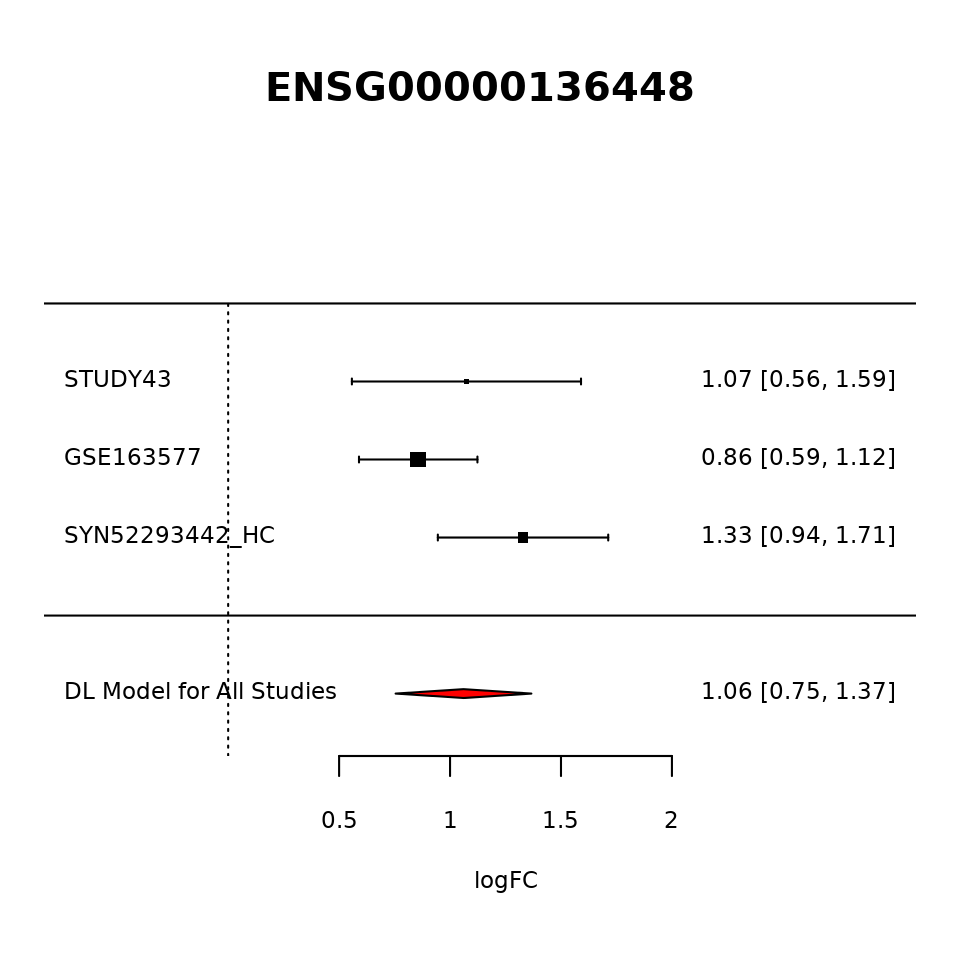 ENSG00000136448
STUDY43 1.07 [0.56, 1.59]
GSE163577 0.86 [0.59, 1.12]
SYN52293442_HC 1.33 [0.94, 1.71]
DL Model for All Studies 1.06 [0.75, 1.37]
0.5 1 1.5 2
logFC